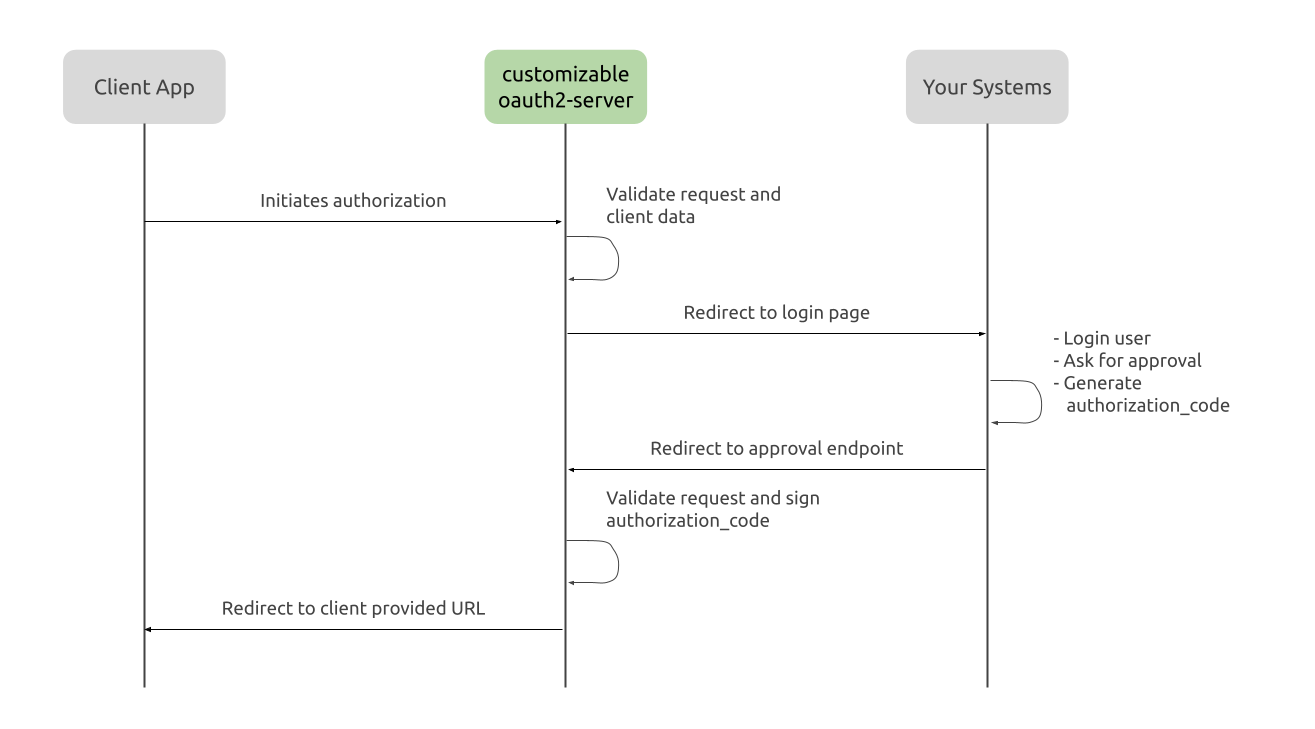 Client App
customizable
oauth2-server
Your Systems
Initiates authorization
Validate request and
client data
Redirect to login page
- Login user
- Ask for approval
- Generate
authorization_code
Redirect to approval endpoint
Validate request and sign
authorization_code
Redirect to client provided URL